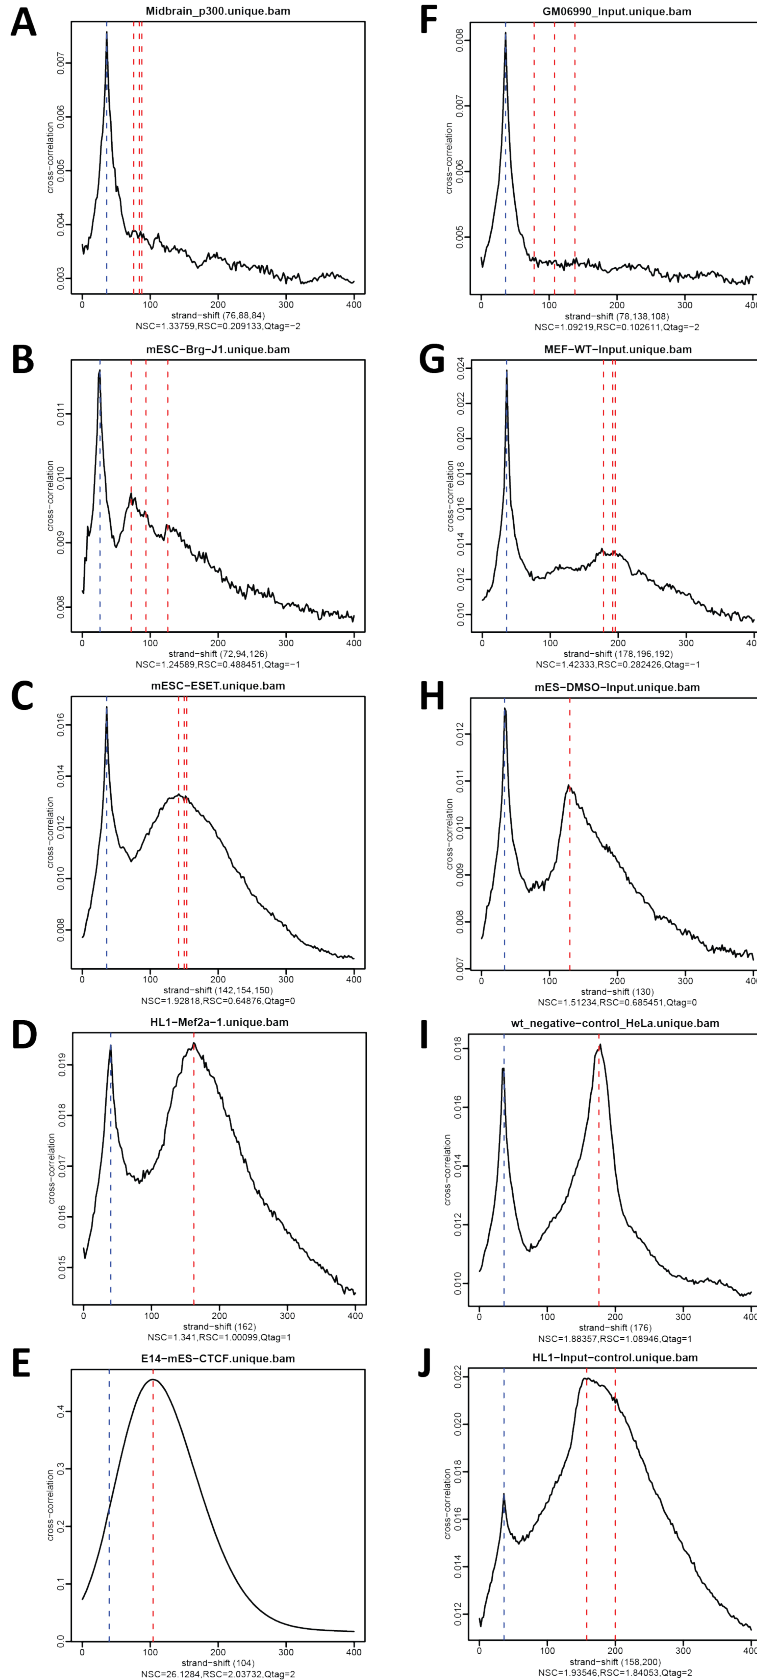 A
Midbrain_p300.unique.bam
cross−correlation
0.003 0.004 0.005 0.006 0.007
0 100 200 300 400
strand−shift (76,88,84)
NSC=1.33759,RSC=0.209133,Qtag=−2
F
GM06990_Input.unique.bam
cross−correlation
0.005 0.006 0.007 0.008
0 100 200 300 400
strand−shift (78,138,108)
NSC=1.09219,RSC=0.102611,Qtag=−2
B
mESC−Brg−J1.unique.bam
cross−correlation
0.008 0.009 0.010 0.011
0 100 200 300 400
strand−shift (72,94,126)
NSC=1.24589,RSC=0.488451,Qtag=−1
G
MEF−WT−Input.unique.bam
cross−correlation
0.010 0.012 0.014 0.016 0.018 0.020 0.022 0.024
0 100 200 300 400
strand−shift (178,196,192)
NSC=1.42333,RSC=0.282426,Qtag=−1
C
mESC−ESET.unique.bam
cross−correlation
0.008 0.010 0.012 0.014 0.016
0 100 200 300 400
strand−shift (142,154,150)
NSC=1.92818,RSC=0.64876,Qtag=0
H
mES−DMSO−Input.unique.bam
cross−correlation
0.007 0.008 0.009 0.010 0.011 0.012
0 100 200 300 400
strand−shift (130)
NSC=1.51234,RSC=0.685451,Qtag=0
D
HL1−Mef2a−1.unique.bam
cross−correlation
0.015 0.016 0.017 0.018 0.019
0 100 200 300 400
strand−shift (162)
NSC=1.341,RSC=1.00099,Qtag=1
I
wt_negative−control_HeLa.unique.bam
cross−correlation
0.010 0.012 0.014 0.016 0.018
0 100 200 300 400
strand−shift (176)
NSC=1.88357,RSC=1.08946,Qtag=1
E
E14−mES−CTCF.unique.bam
cross−correlation
0.0 0.1 0.2 0.3 0.4
0 100 200 300 400
strand−shift (104)
NSC=26.1284,RSC=2.03732,Qtag=2
J
HL1−Input−control.unique.bam
cross−correlation
0.012 0.014 0.016 0.018 0.020 0.022
0 100 200 300 400
strand−shift (158,200)
NSC=1.93546,RSC=1.84053,Qtag=2